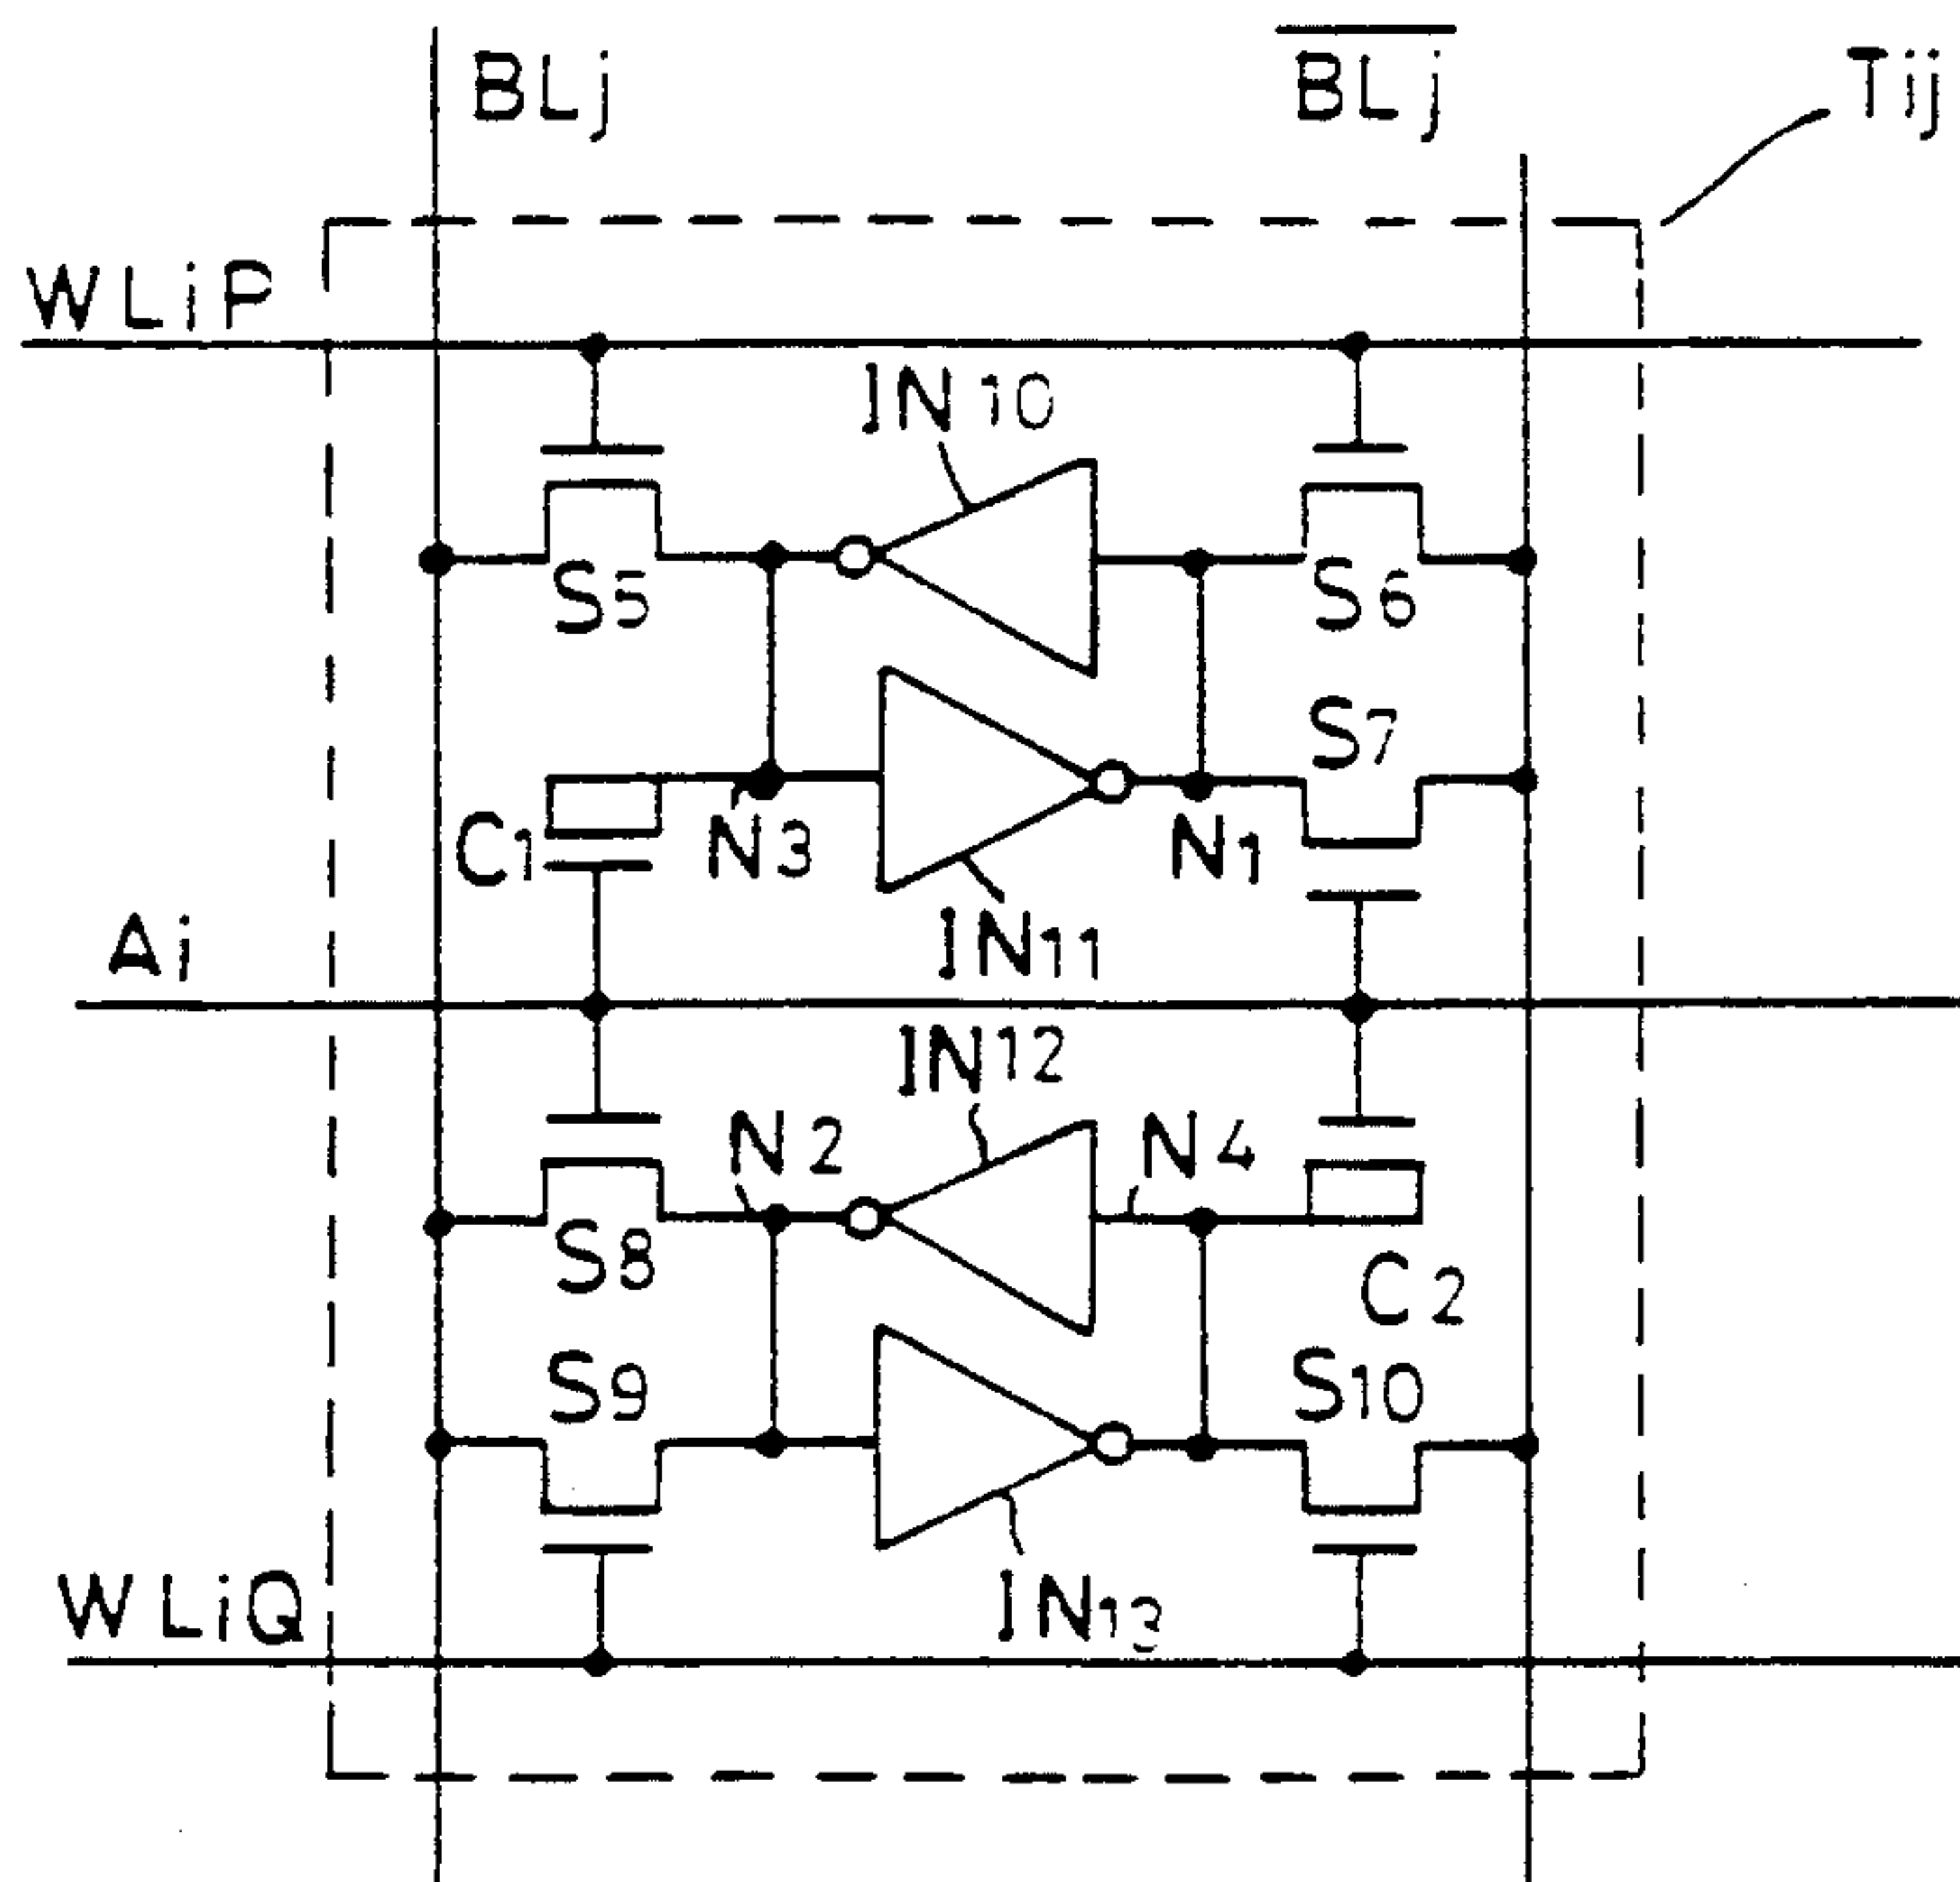 BLj
B̅L̅j̅
Tij
WLiP
IN10
S5
S6
S7
C1
N3
N1
IN11
Ai
IN12
N2
N4
S8
C2
S9
S10
IN13
WLiQ